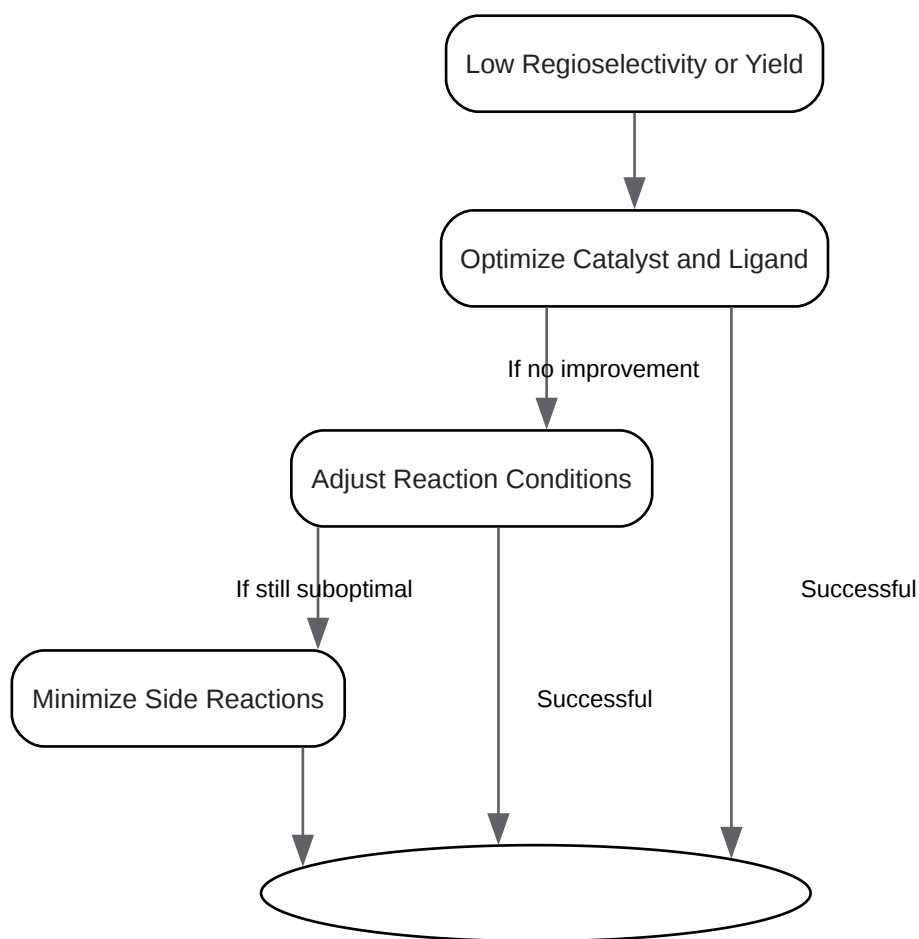 Low Regioselectivity or Yield
Optimize Catalyst and Ligand
If no improvement
Adjust Reaction Conditions
If still suboptimal
Successful
Minimize Side Reactions
Successful